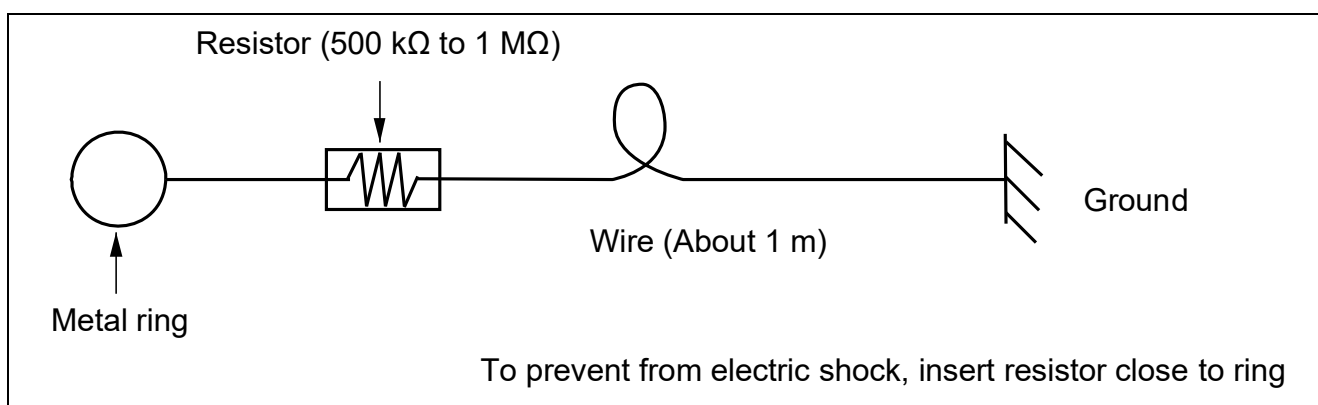 Resistor (500 kΩ to 1 MΩ)
Ground
Wire (About 1 m)
Metal ring
To prevent from electric shock, insert resistor close to ring